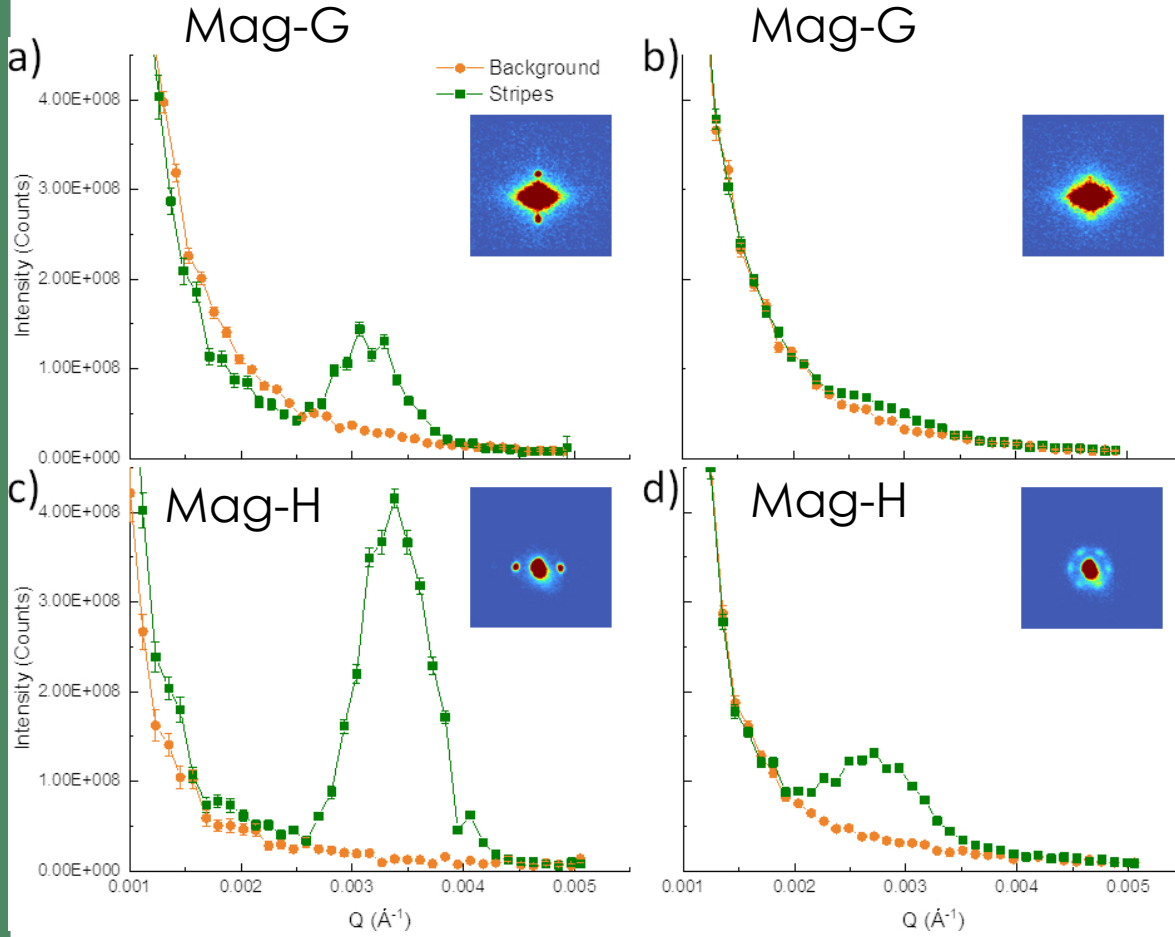 Mag-G
Mag-G
a)
Background
Stripes
b)
4.00E+008
3.00E+008
2.00E+008
1.00E+008
0.00E+000
Intensity (Counts)
c)
Mag-H
d)
Mag-H
4.00E+008
3.00E+008
2.00E+008
1.00E+008
0.00E+000
Intensity (Counts)
0.001 0.002 0.003 0.004 0.005
0.001 0.002 0.003 0.004 0.005
Q (Å⁻¹)
Q (Å⁻¹)